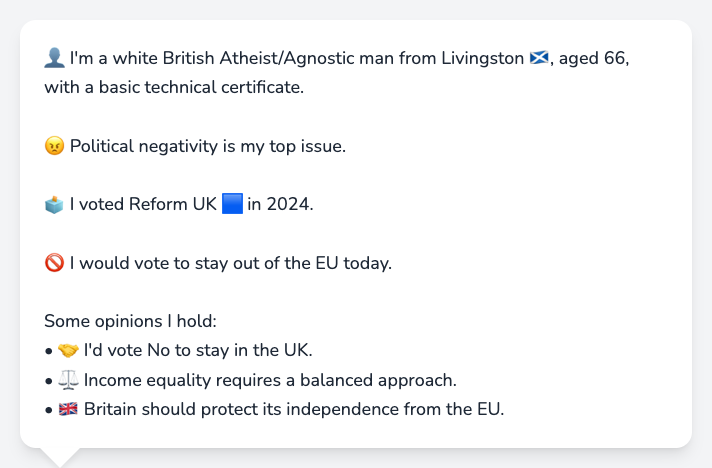 👤 I'm a white British Atheist/Agnostic man from Livingston 🏴󠁧󠁢󠁳󠁣󠁴󠁿, aged 66,
with a basic technical certificate.
😠 Political negativity is my top issue.
🗳️ I voted Reform UK 🟦 in 2024.
🚫 I would vote to stay out of the EU today.
Some opinions I hold:
• 🤝 I'd vote No to stay in the UK.
• ⚖️ Income equality requires a balanced approach.
• 🇬🇧 Britain should protect its independence from the EU.